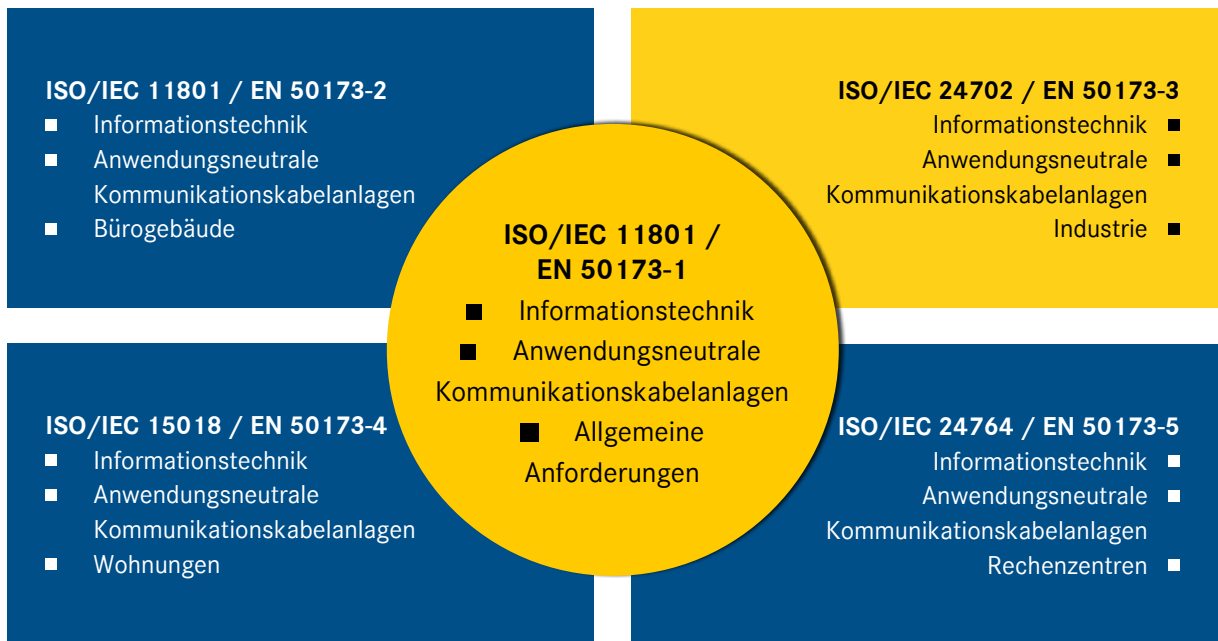 ISO/IEC 11801 / EN 50173-2
Informationstechnik
Anwendungsneutrale
Kommunikationskabelanlagen
Bürogebäude
ISO/IEC 24702 / EN 50173-3
Informationstechnik
Anwendungsneutrale
Kommunikationskabelanlagen
Industrie
ISO/IEC 11801 /
EN 50173-1
Informationstechnik
Anwendungsneutrale
Kommunikationskabelanlagen
Allgemeine
Anforderungen
ISO/IEC 15018 / EN 50173-4
Informationstechnik
Anwendungsneutrale
Kommunikationskabelanlagen
Wohnungen
ISO/IEC 24764 / EN 50173-5
Informationstechnik
Anwendungsneutrale
Kommunikationskabelanlagen
Rechenzentren